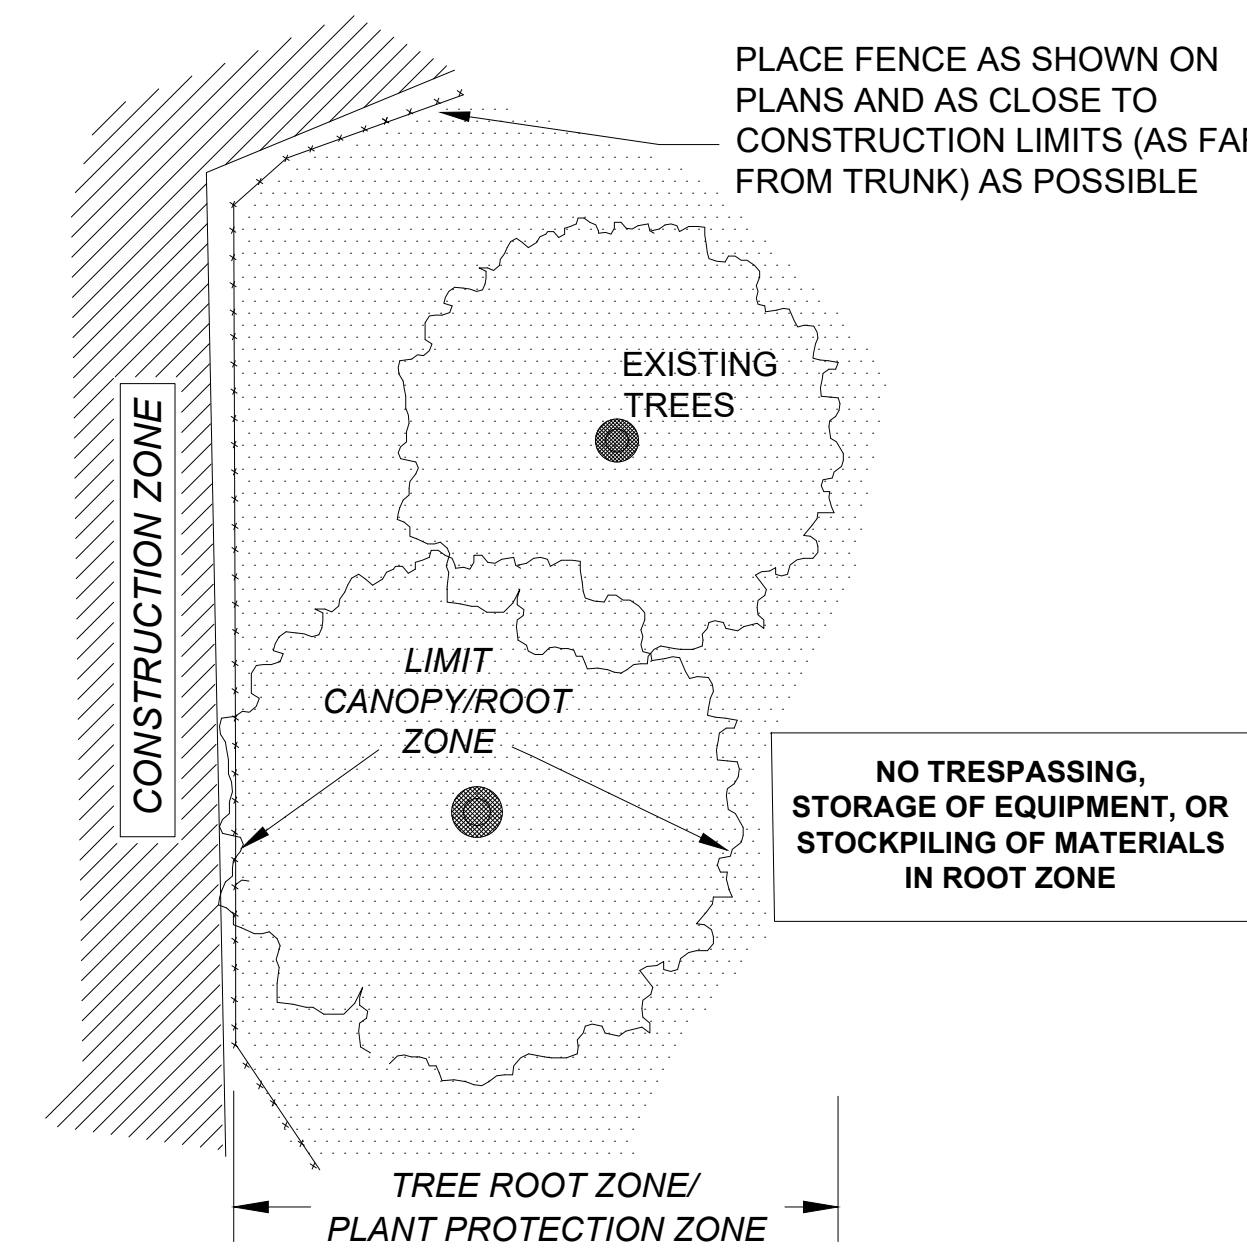 PLACE FENCE AS SHOWN ON
PLANS AND AS CLOSE TO
CONSTRUCTION LIMITS (AS FAR
FROM TRUNK) AS POSSIBLE
EXISTING
TREES
CONSTRUCTION ZONE
LIMIT
CANOPY/ROOT
ZONE
NO TRESPASSING,
STORAGE OF EQUIPMENT, OR
STOCKPILING OF MATERIALS
IN ROOT ZONE
TREE ROOT ZONE/
PLANT PROTECTION ZONE